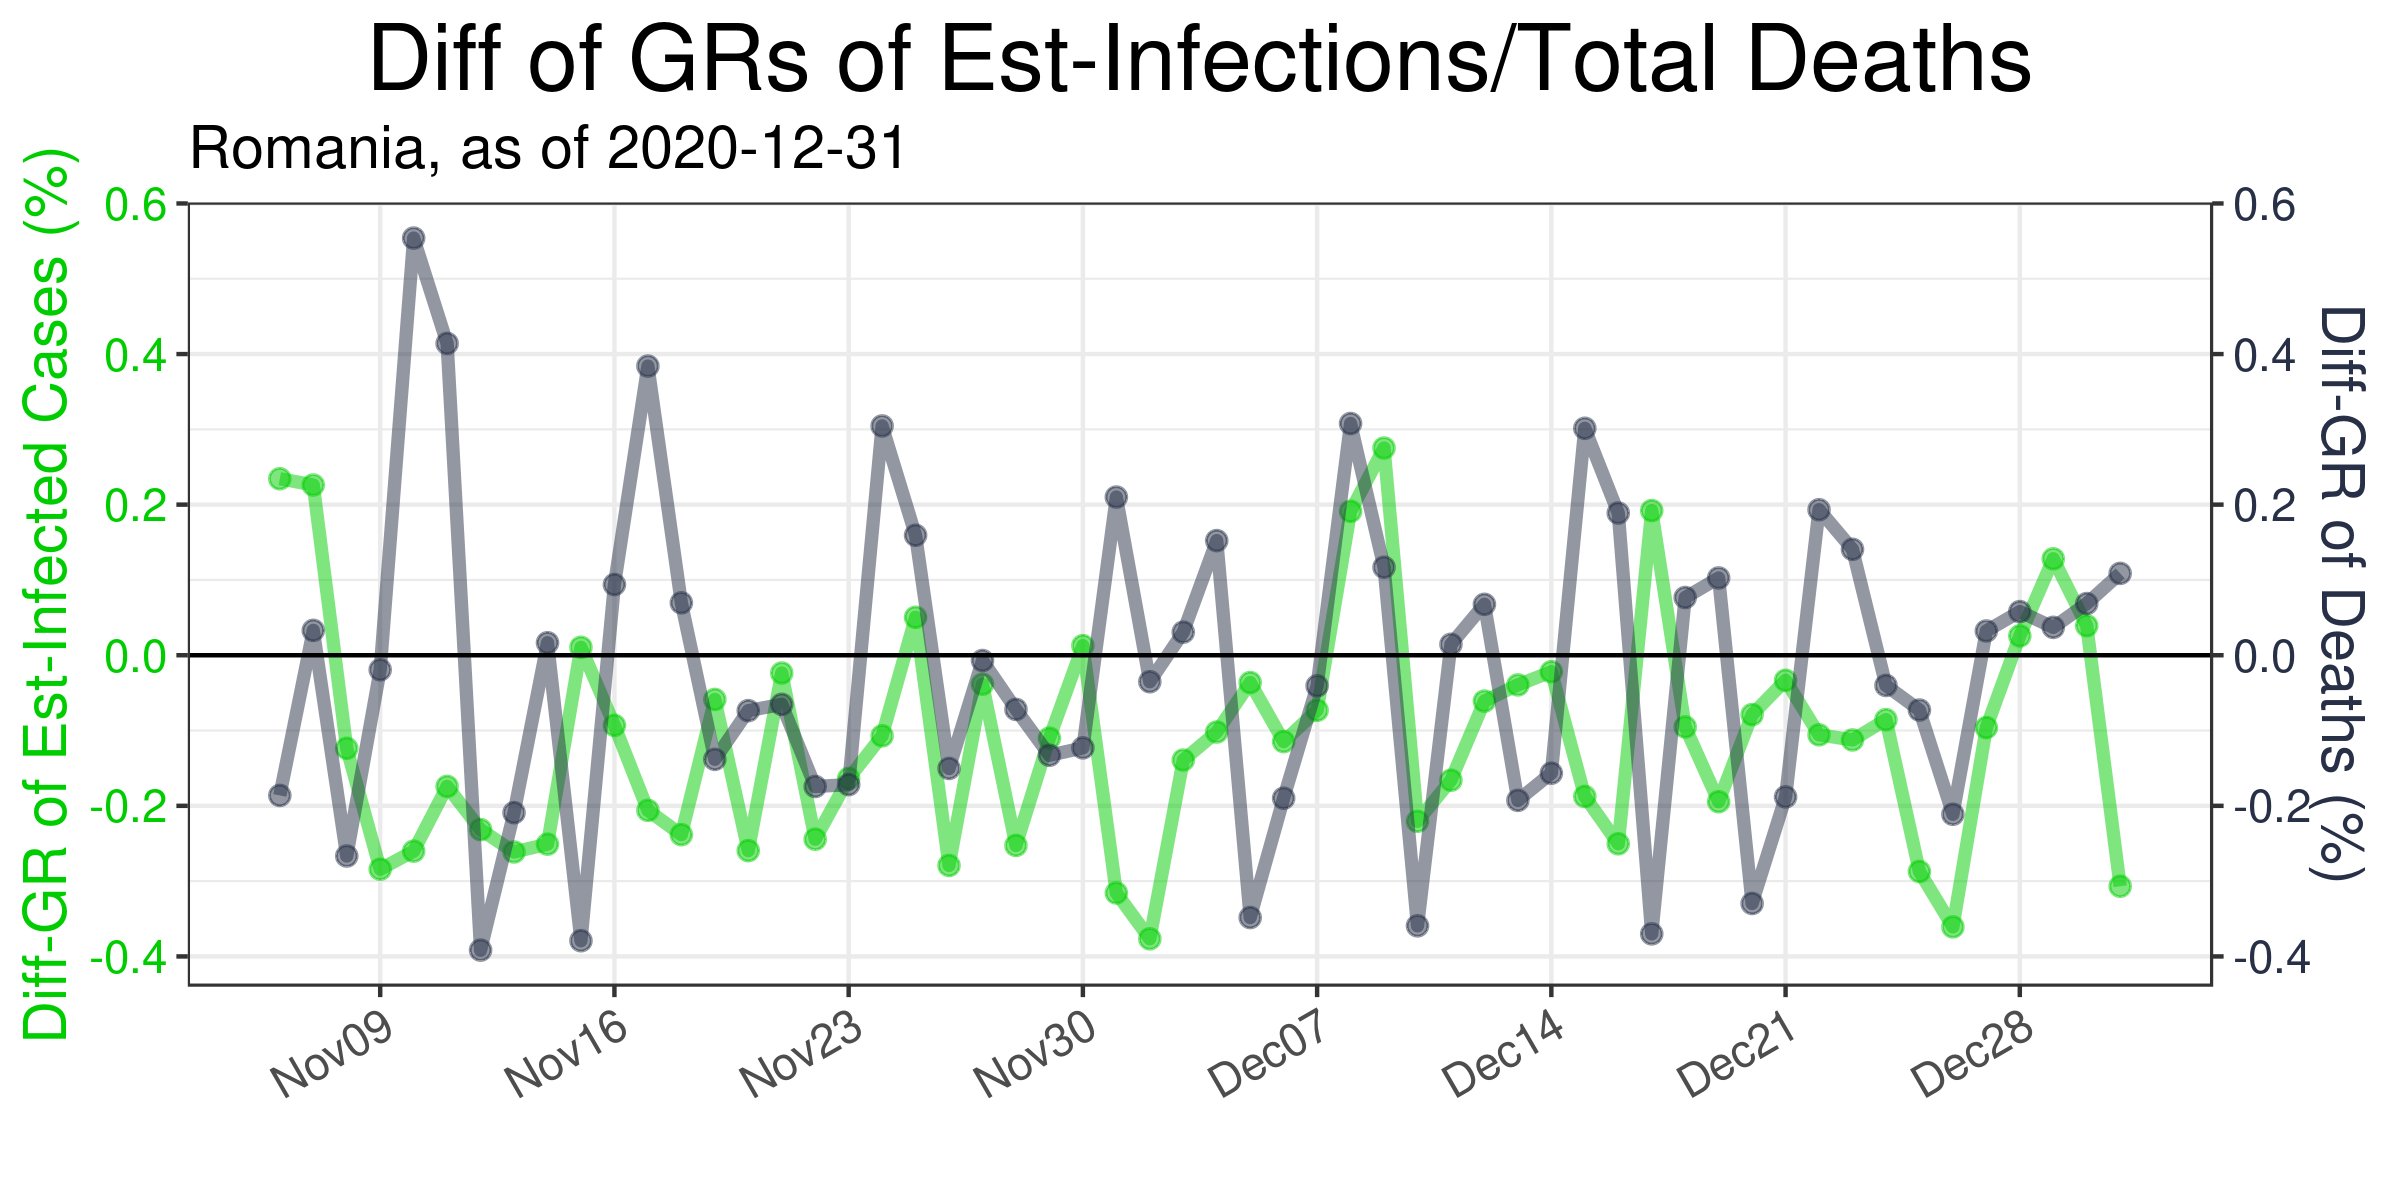 Diff of GRs of Est-Infections/Total Deaths
Romania, as of 2020-12-31
Diff-GR of Est-Infected Cases (%)
0.6
0.4
0.2
0.0
-0.2
-0.4
0.6
0.4
0.2
0.0
-0.2
-0.4
Diff-GR of Deaths (%)
Nov09 Nov16 Nov23 Nov30 Dec07 Dec14 Dec21 Dec28